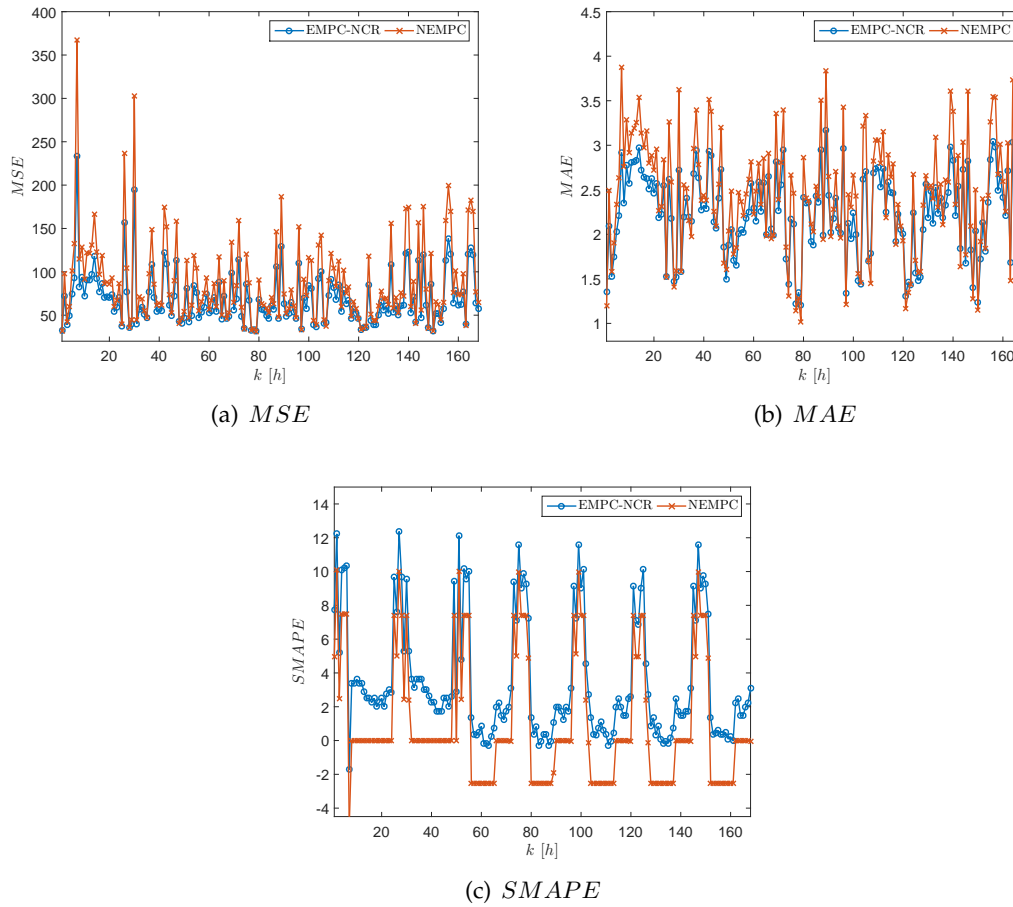 400
350
300
250
200
150
100
50
MSE
EMPC-NCR NEMPC
20 40 60 80 100 120 140 160
k [h]
(a) MSE
4.5
4
3.5
3
2.5
2
1.5
1
MAE
EMPC-NCR NEMPC
20 40 60 80 100 120 140 160
k [h]
(b) MAE
14
12
10
8
6
4
2
0
-2
-4
SMAPE
EMPC-NCR NEMPC
20 40 60 80 100 120 140 160
k [h]
(c) SMAPE